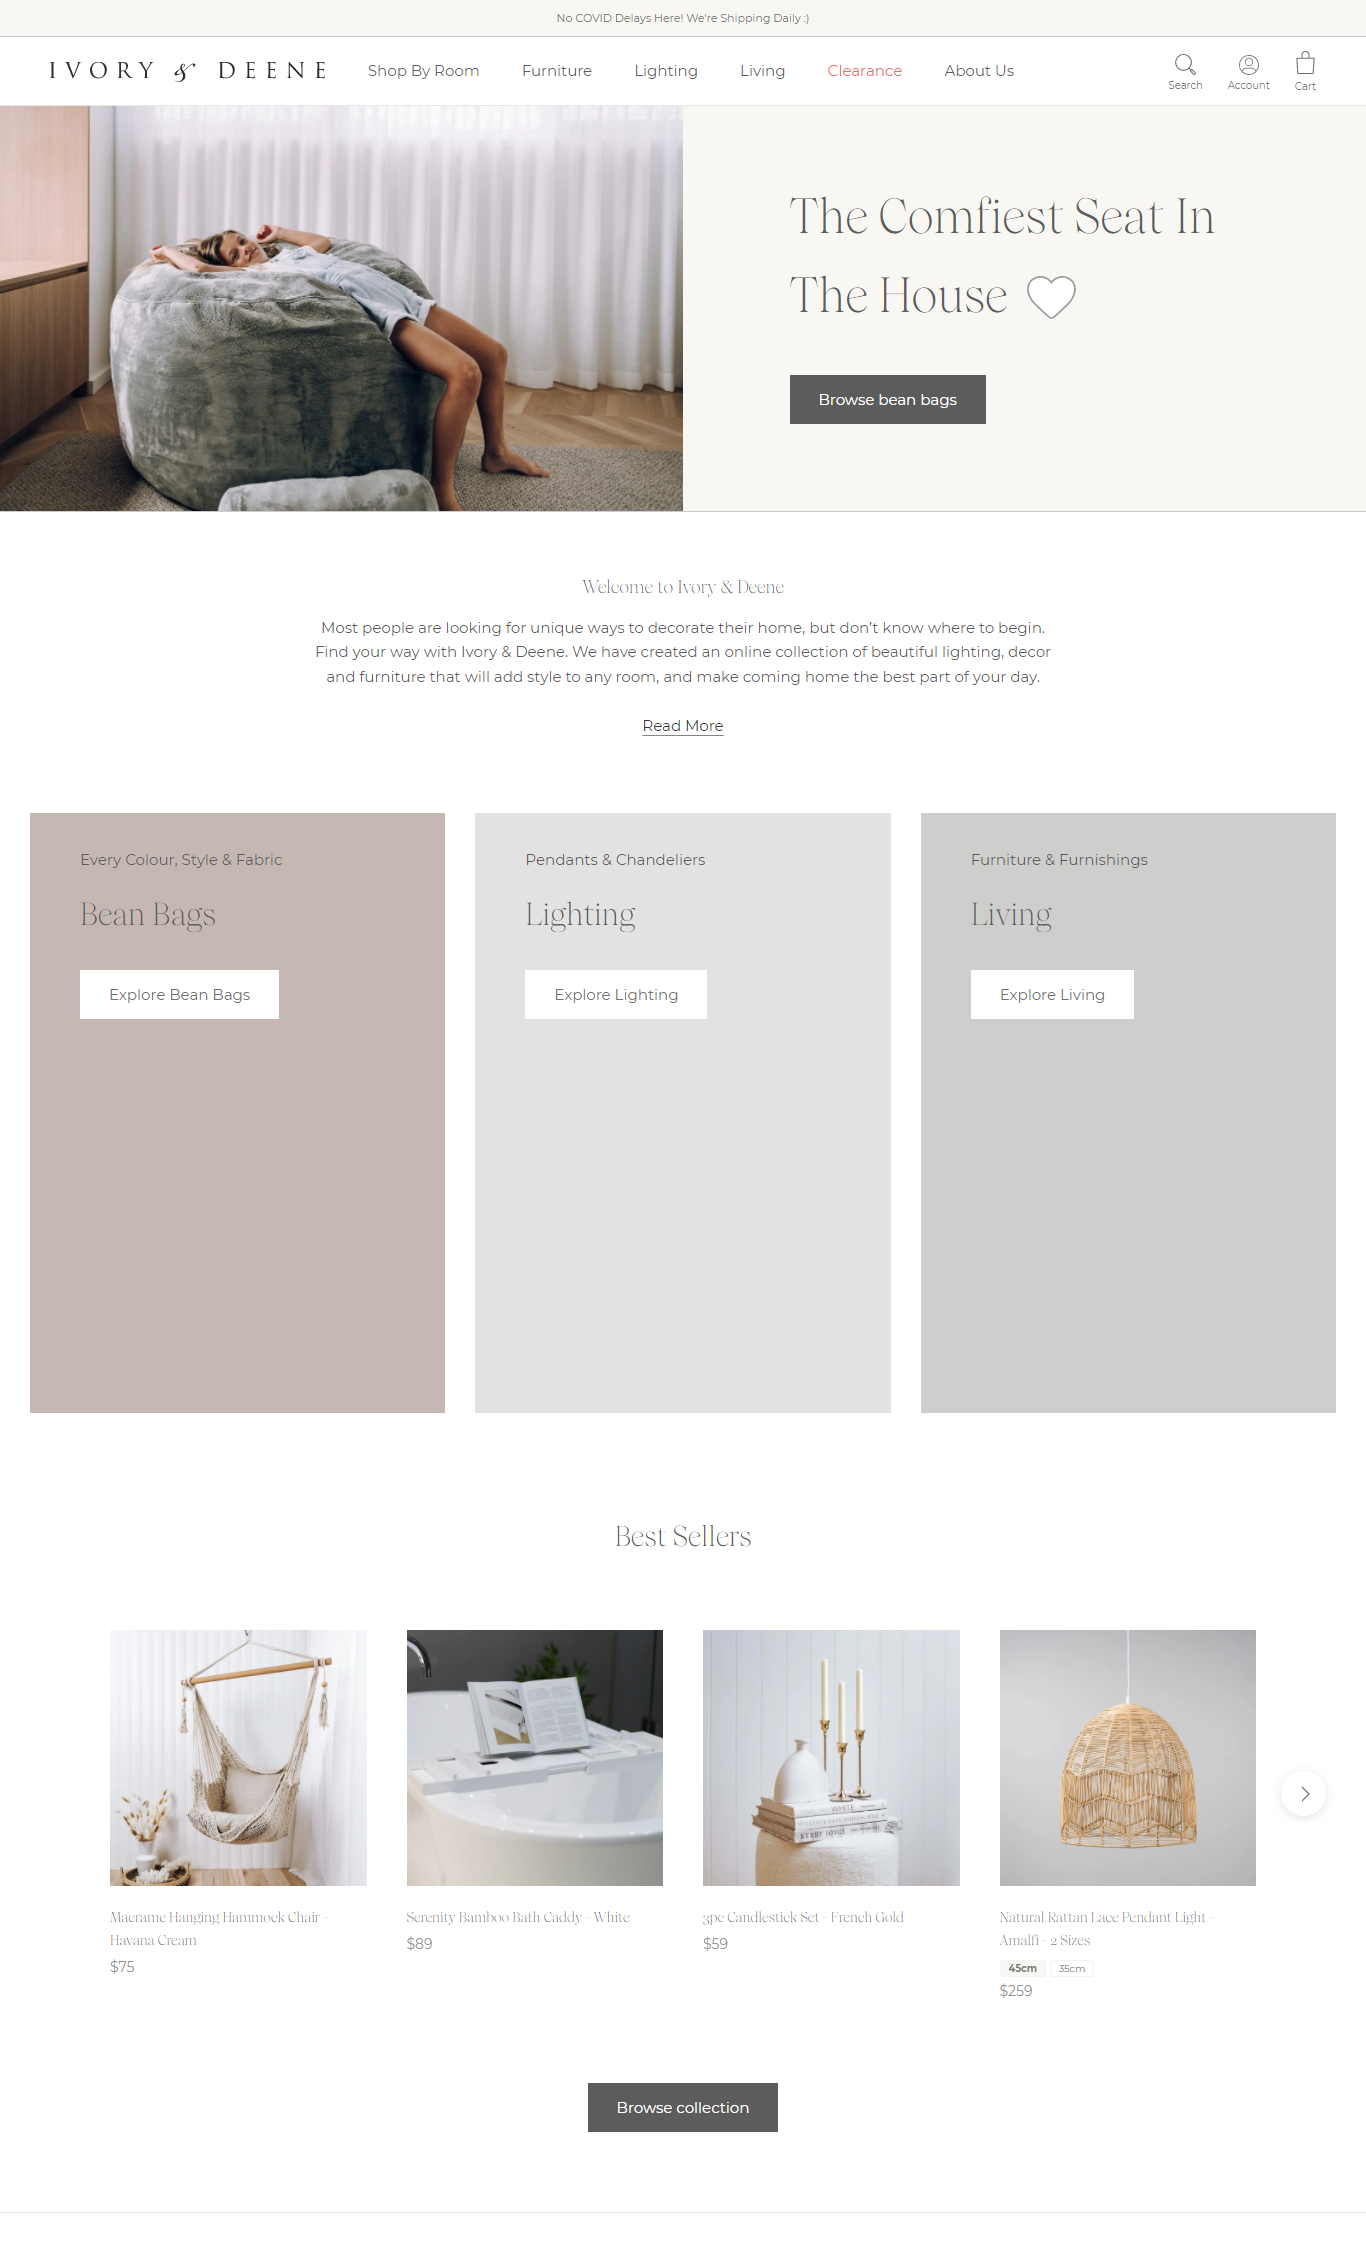 No COVID Delays Here! We're Shipping Daily :)
IVORY & DEENE
Shop By Room
Furniture
Lighting
Living
Clearance
About Us
Search
Account
Cart
The Comfiest Seat In
The House
Browse bean bags
Welcome to Ivory & Deene
Most people are looking for unique ways to decorate their home, but don't know where to begin.
Find your way with Ivory & Deene. We have created an online collection of beautiful lighting, decor
and furniture that will add style to any room, and make coming home the best part of your day.
Read More
Every Colour, Style & Fabric
Bean Bags
Explore Bean Bags
Pendants & Chandeliers
Lighting
Explore Lighting
Furniture & Furnishings
Living
Explore Living
Best Sellers
WHITE
Macrame Hanging Hammock Chair -
Havana Cream
$75
Serenity Bamboo Bath Caddy - White
$89
3pc Candlestick Set - French Gold
$59
Natural Rattan Lace Pendant Light -
Amalfi - 2 Sizes
45cm
35cm
$259
Browse collection